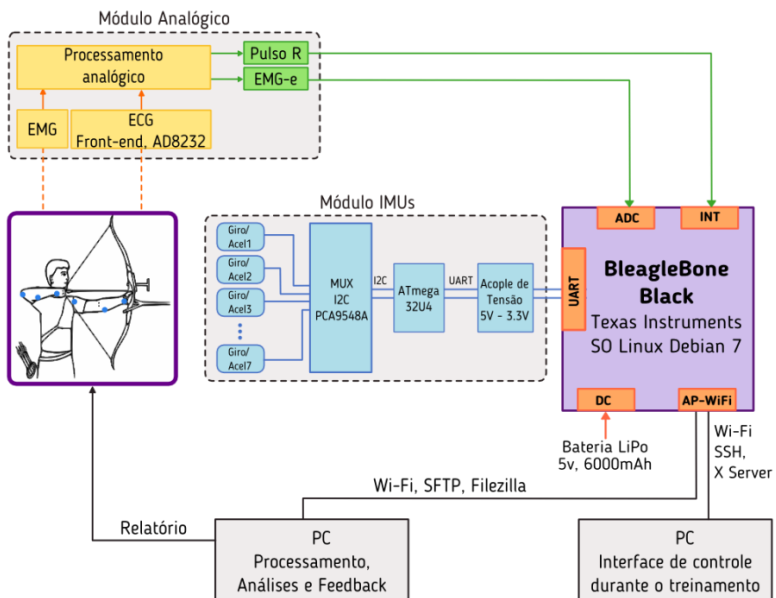 Módulo Analógico
Processamento
analógico
Pulso R
EMG-e
EMG
ECG
Front-end, AD8232
Módulo IMUs
Giro/
Acel1
Giro/
Acel2
Giro/
Acel3
Giro/
Acel7
MUX
I2C
PCA9548A
I2C
ATmega
32U4
UART
Acople de
Tensão
5V - 3.3V
ADC
INT
UART
BleagleBone
Black
Texas Instruments
SO Linux Debian 7
DC
AP-WiFi
Bateria LiPo
5v, 6000mAh
Wi-Fi
SSH,
X Server
Wi-Fi, SFTP, Filezilla
Relatório
PC
Processamento,
Análises e Feedback
PC
Interface de controle
durante o treinamento